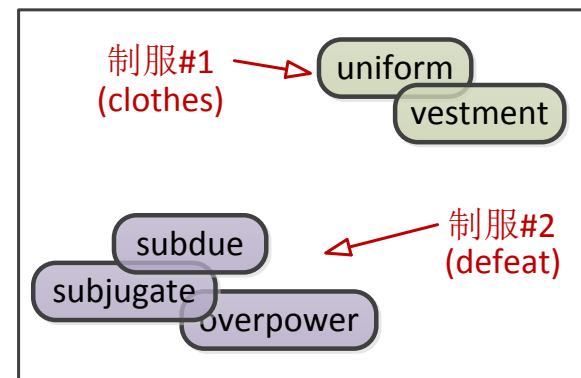 制服#1
(clothes)
uniform
vestment
subdue
subjugate
overpower
制服#2
(defeat)